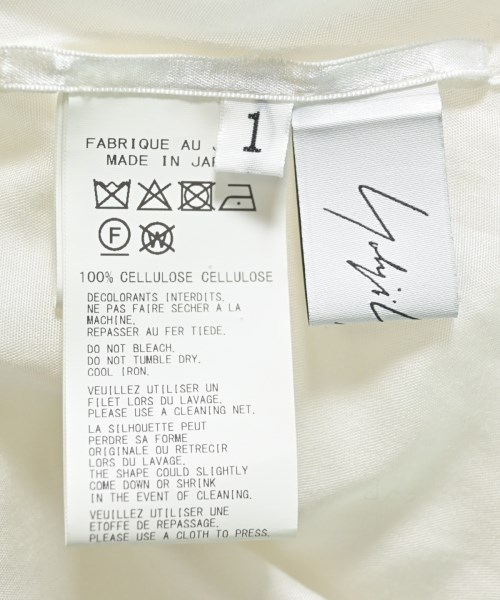 FABRIQUE AU
MADE IN
1
F
W
100% CELLULOSE CELLULOSE
DECOLORANTS INTERDITS.
NE PAS FAIRE SECHER A LA
MACHINE.
REPASSER AU FER TIEDE.
DO NOT BLEACH.
DO NOT TUMBLE DRY.
COOL IRON.
VEUILLEZ UTILISER UN
FILET LORS DU LAVAGE.
PLEASE USE A CLEANING NET.
LA SILHOUETTE PEUT
PERDRE SA FORME
ORIGINALE OU RETRECIR
LORS DU LAVAGE.
THE SHAPE COULD SLIGHTLY
COME DOWN OR SHRINK
IN THE EVENT OF CLEANING.
VEUILLEZ UTILISER UNE
ETOFFE DE REPASSAGE.
PLEASE USE A CLOTH TO PRESS.